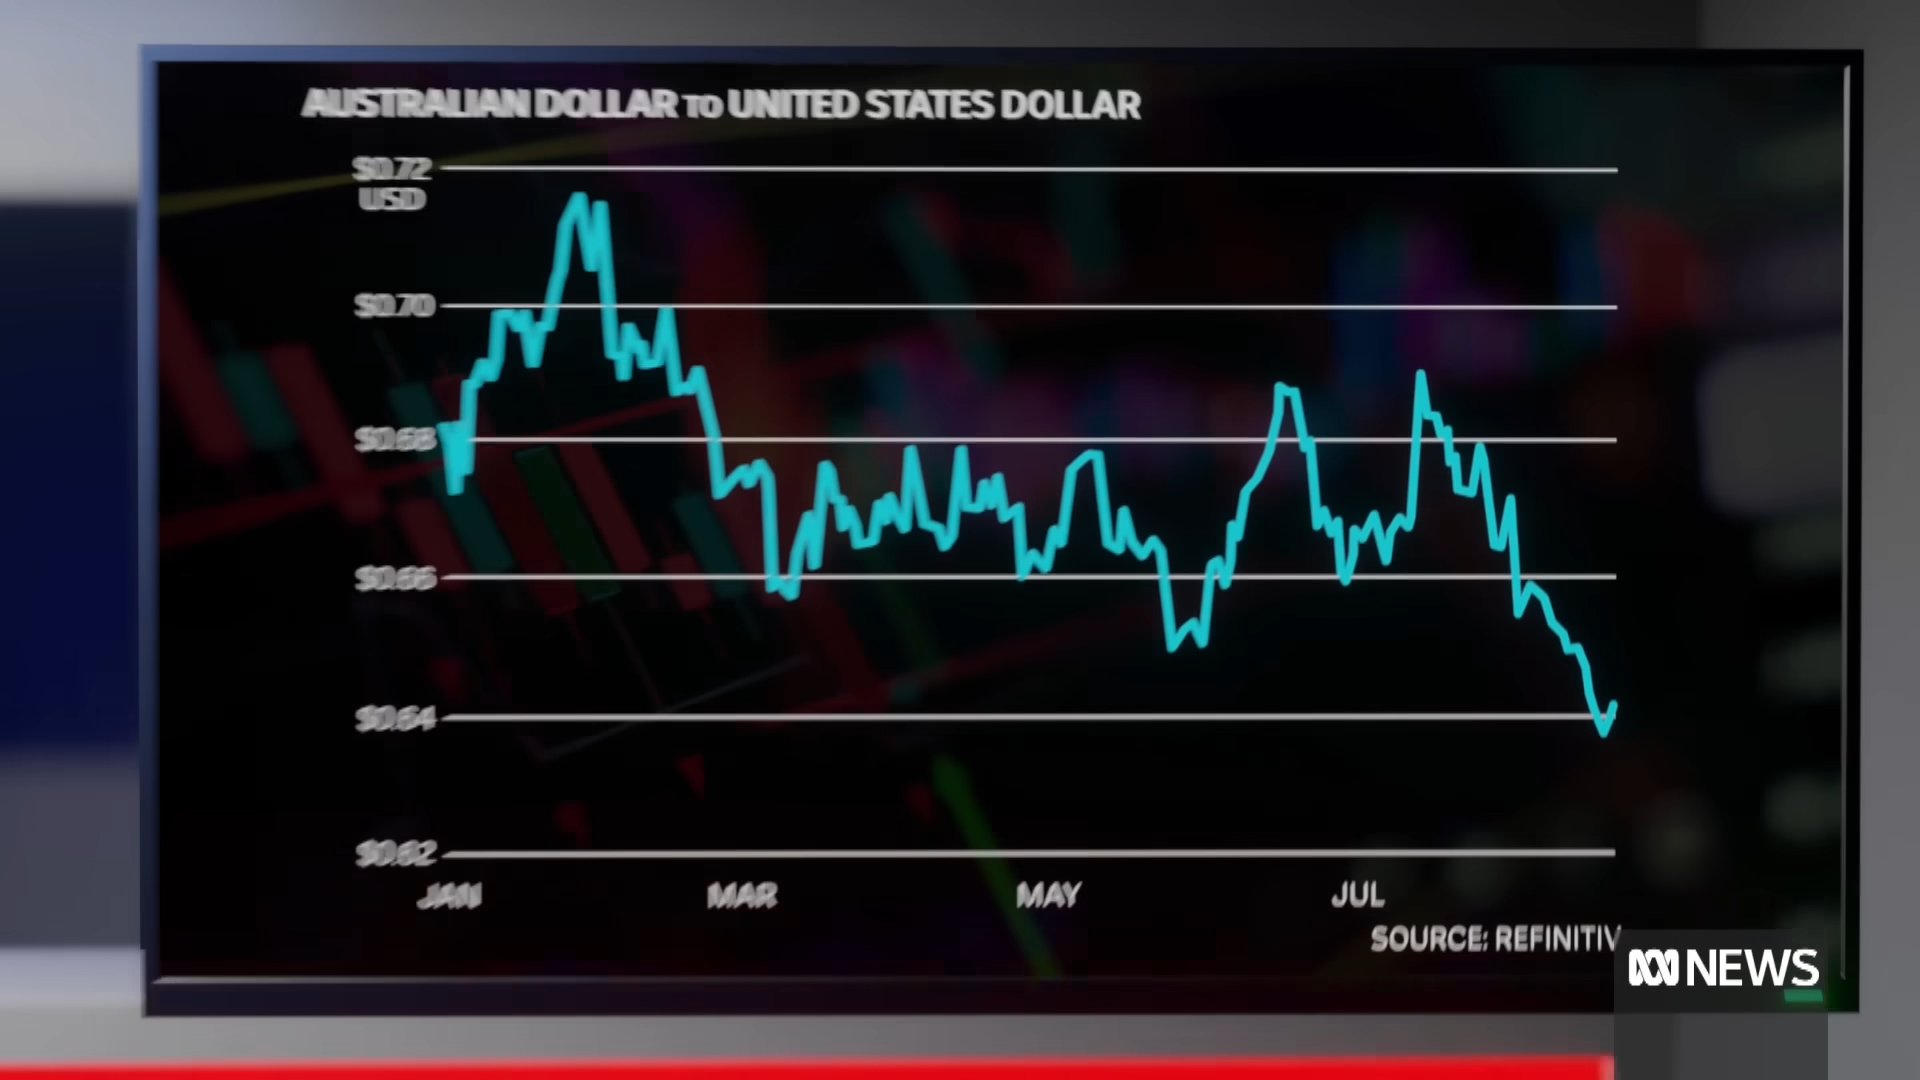 AUSTRALIAN DOLLAR TO UNITED STATES DOLLAR
$0.72
USD
$0.70
$0.68
$0.66
$0.64
$0.62
JAN
MAR
MAY
JUL
SOURCE: REFINITIV
NEWS